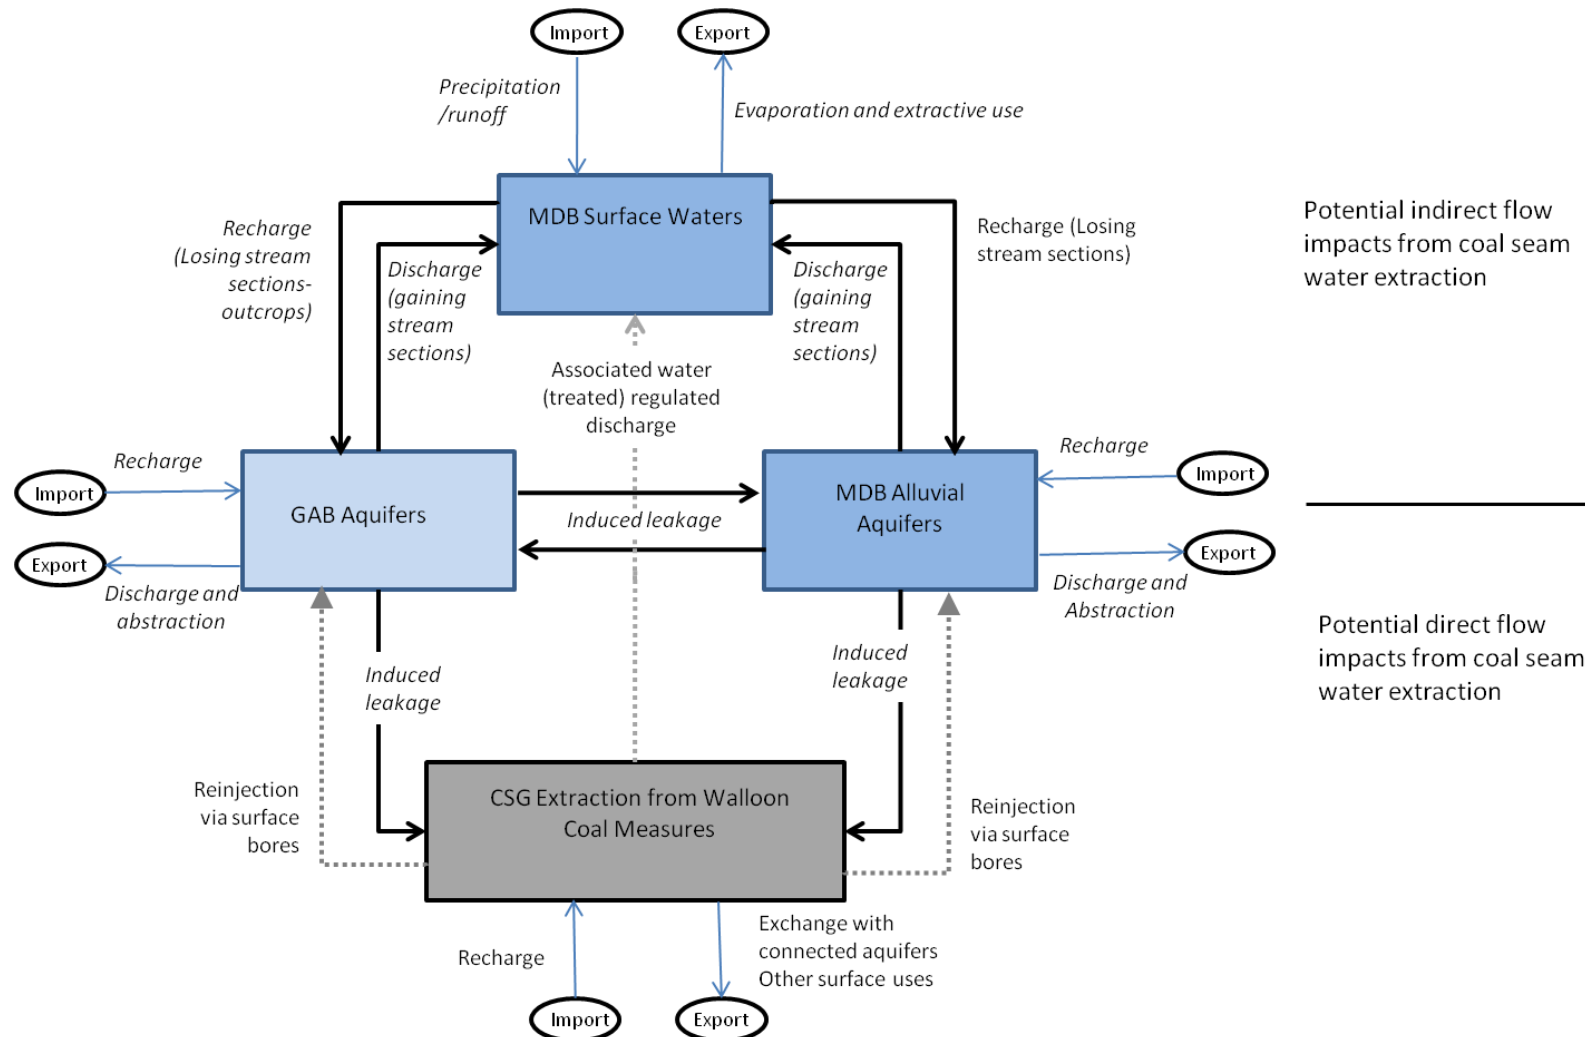 Import
Export
Precipitation
/runoff
Evaporation and extractive use
MDB Surface Waters
Recharge
(Losing stream
sections-
outcrops)
Discharge
(gaining
stream
sections)
Discharge
(gaining
stream
sections)
Recharge (Losing
stream sections)
Potential indirect flow
impacts from coal seam
water extraction
Associated water
(treated) regulated
discharge
Recharge
Import
GAB Aquifers
Export
Discharge and
abstraction
Induced leakage
MDB Alluvial
Aquifers
Recharge
Import
Export
Discharge and
Abstraction
Potential direct flow
impacts from coal seam
water extraction
Induced
leakage
Induced
leakage
Reinjection
via surface
bores
CSG Extraction from Walloon
Coal Measures
Reinjection
via surface
bores
Recharge
Exchange with
connected aquifers
Other surface uses
Import
Export